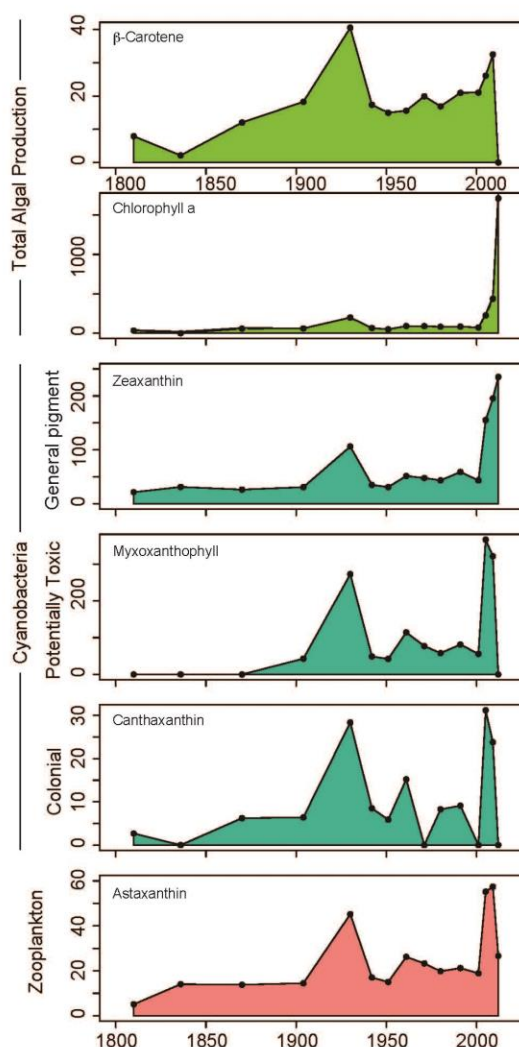 Total Algal Production
β-Carotene
40
20
0
1800 1850 1900 1950 2000
Chlorophyll a
1000
0
Cyanobacteria
General pigment
Zeaxanthin
200
100
0
Potentially Toxic
Myxoxanthophyll
200
0
Colonial
Canthaxanthin
30
20
10
0
Zooplankton
Astaxanthin
60
40
20
0
1800 1850 1900 1950 2000